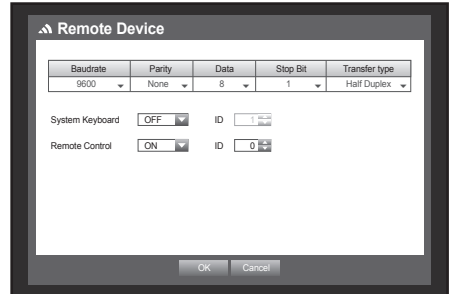 Remote Device
Baudrate Parity Data Stop Bit Transfer type
9600 None 8 1 Half Duplex
System Keyboard OFF ID 1
Remote Control ON ID 0
OK Cancel